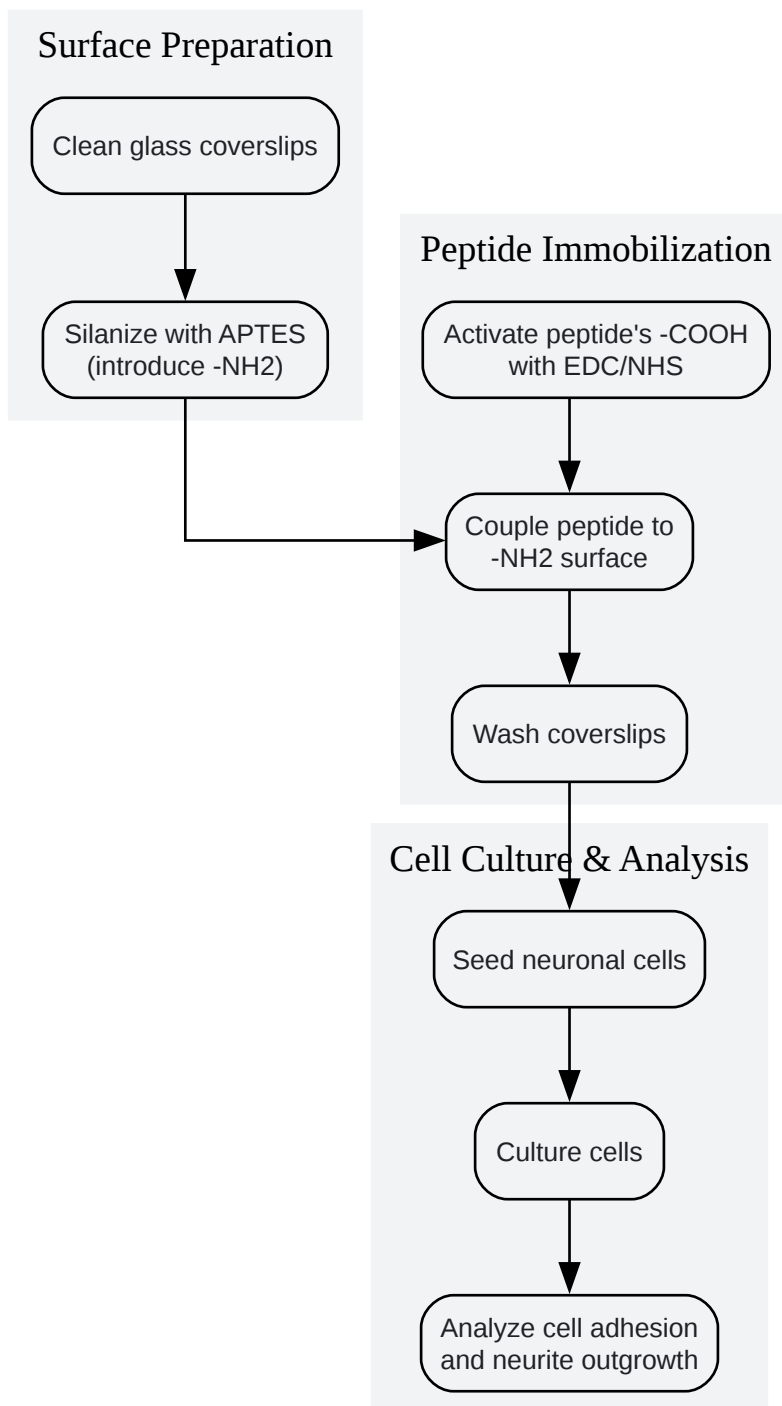 Surface Preparation
Clean glass coverslips
Silanize with APTES
(introduce -NH2)
Peptide Immobilization
Activate peptide's -COOH
with EDC/NHS
Couple peptide to
-NH2 surface
Wash coverslips
Cell Culture & Analysis
Seed neuronal cells
Culture cells
Analyze cell adhesion
and neurite outgrowth